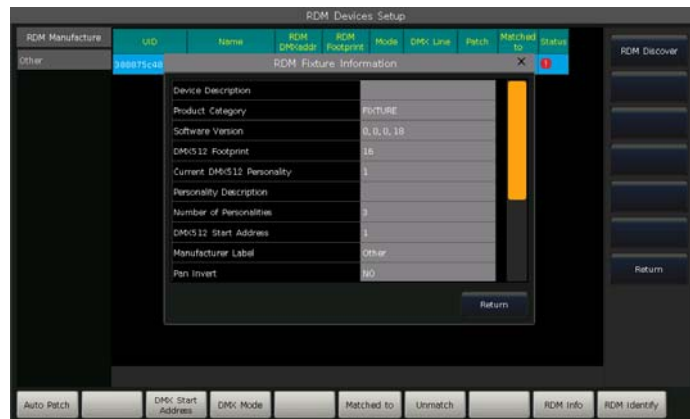 RDM Devices Setup
RDM Manufacture
UID
Name
RDM DMXaddr
RDM Footprint
Mode
DMX Line
Patch
Matched to
Status
RDM Discover
Other
380875c48
RDM Fixture Information
X
Device Description
Product Category FIXTURE
Software Version 0, 0, 0, 18
DMX512 Footprint 16
Current DMX512 Personality 1
Personality Description
Number of Personalities 3
DMX512 Start Address 1
Manufacturer Label Other
Pan Invert NO
Return
Return
Auto Patch
DMX Start Address
DMX Mode
Matched to
Unmatch
RDM Info
RDM Identify